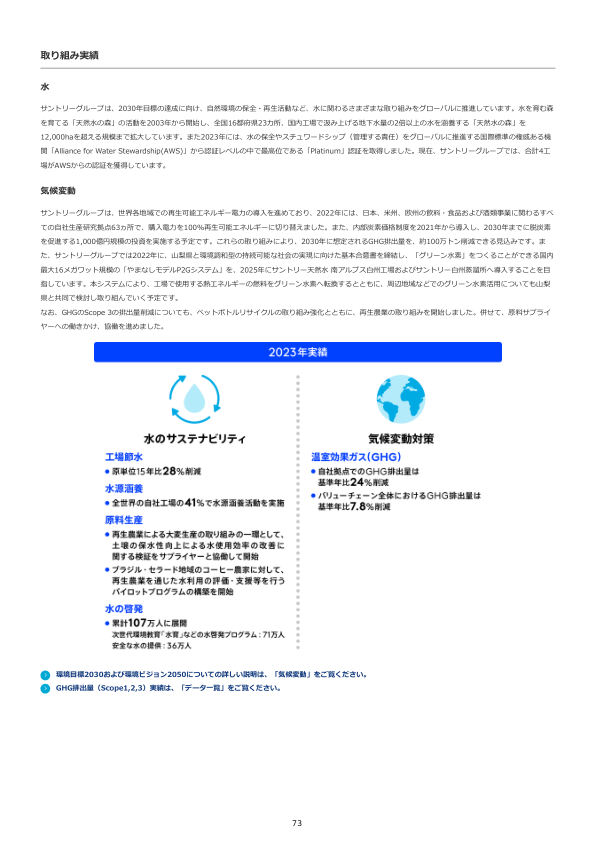 取り組み実績
水
サントリーグループは、2030年目標の達成に向け、自然環境の保全・再生活動など、水に関わるさまざまな取り組みをグローバルに推進しています。水を育む森
を育てる「天然水の森」の活動を2003年から開始し、全国16都府県23カ所、国内工場で汲み上げる地下水量の2倍以上の水を涵養する「天然水の森」を
12,000haを超える規模まで拡大しています。また2023年には、水の保全やスチュワードシップ（管理する責任）をグローバルに推進する国際標準の権威ある機
関「Alliance for Water Stewardship(AWS)」から認証レベルの中で最高位である「Platinum」認証を取得しました。現在、サントリーグループでは、合計4工
場がAWSからの認証を獲得しています。
気候変動
サントリーグループは、世界各地域での再生可能エネルギー電力の導入を進めており、2022年には、日本、米州、欧州の飲料・食品および酒類事業に関わるすべ
ての自社生産研究拠点63ヵ所で、購入電力を100%再生可能エネルギーに切り替えました。また、内部炭素価格制度を2021年から導入し、2030年までに脱炭素
を促進する1,000億円規模の投資を実施する予定です。これらの取り組みにより、2030年に想定されるGHG排出量を、約100万トン削減できる見込みです。ま
た、サントリーグループでは2022年に、山梨県と環境調和型の持続可能な社会の実現に向けた基本合意書を締結し、「グリーン水素」をつくることができる国内
最大16メガワット規模の「やまなしモデルP2Gシステム」を、2025年にサントリー天然水 南アルプス白州工場およびサントリー白州蒸溜所へ導入することを目
指しています。本システムにより、工場で使用する熱エネルギーの燃料をグリーン水素へ転換するとともに、周辺地域などでのグリーン水素活用についても山梨
県と共同で検討し取り組んでいく予定です。
なお、GHGのScope 3の排出量削減についても、ペットボトルリサイクルの取り組み強化とともに、再生農業の取り組みを開始しました。併せて、原料サプライ
ヤーへの働きかけ、協働を進めました。
2023年実績
水のサステナビリティ
工場節水
● 原単位15年比28%削減
水源涵養
● 全世界の自社工場の41%で水源涵養活動を実施
原料生産
● 再生農業による大麦生産の取り組みの一環として、
土壌の保水性向上による水使用効率の改善に
関する検証をサプライヤーと協働して開始
● ブラジル・セラード地域のコーヒー農家に対して、
再生農業を通じた水利用の評価・支援等を行う
パイロットプログラムの構築を開始
水の啓発
● 累計107万人に展開
次世代環境教育「水育」などの水啓発プログラム：71万人
安全な水の提供：36万人
気候変動対策
温室効果ガス(GHG)
● 自社拠点でのGHG排出量は
基準年比24%削減
● バリューチェーン全体におけるGHG排出量は
基準年比7.8%削減
環境目標2030および環境ビジョン2050についての詳しい説明は、「気候変動」をご覧ください。
GHG排出量（Scope1,2,3）実績は、「データ一覧」をご覧ください。
73